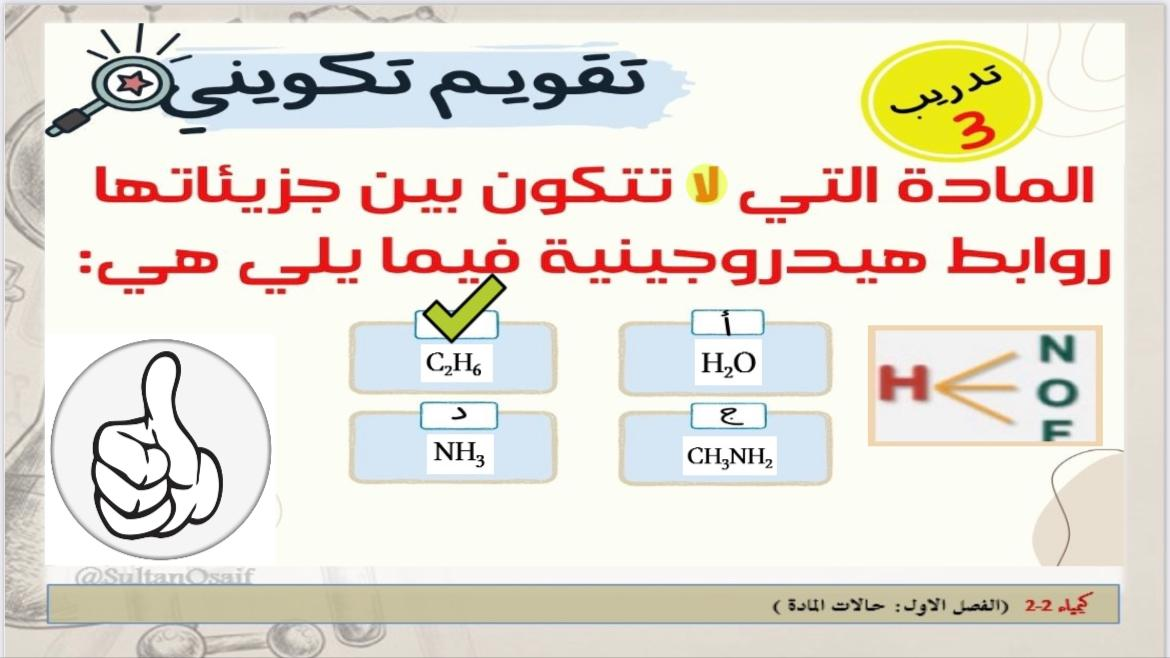 تقويم تكويني
تدريب
3
المادة التي لا تتكون بين جزيئاتها
روابط هيدروجينية فيما يلي هي:
أ
H₂O
C₂H₆
ج
CH₃NH₂
د
NH₃
H
N
O
F
@SultanOsaif
كيمياء 2-2 (الفصل الاول: حالات المادة )